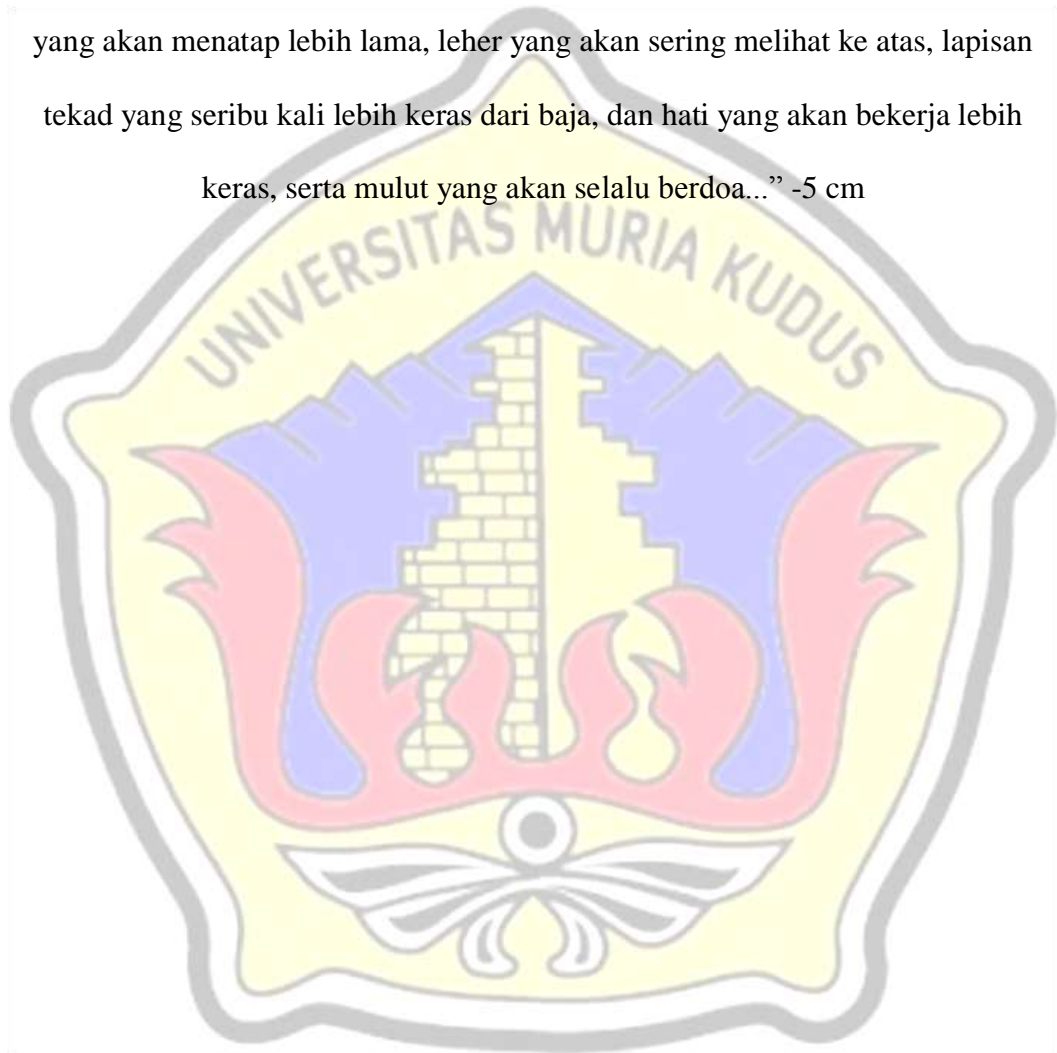 yang akan menatap lebih lama, leher yang akan sering melihat ke atas, lapisan
tekad yang seribu kali lebih keras dari baja, dan hati yang akan bekerja lebih
keras, serta mulut yang akan selalu berdoa...” -5 cm
UNIVERSITAS MURIA KUDUS